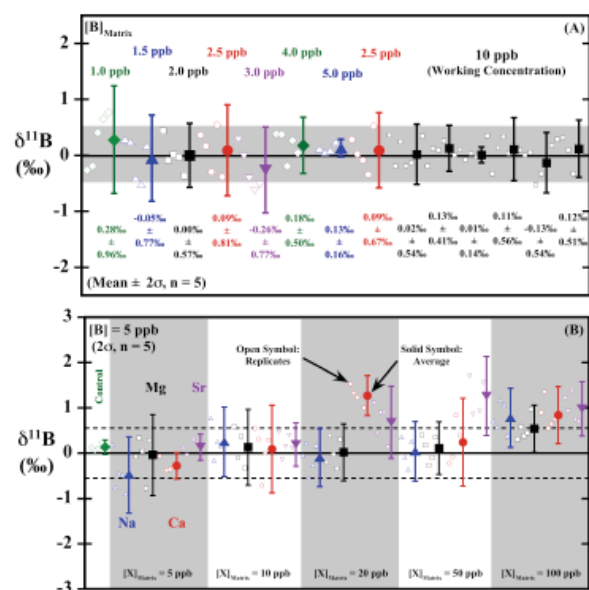 [B]Matrix
(A)
1.5 ppb 2.5 ppb 4.0 ppb 2.5 ppb
10 ppb
1.0 ppb 2.0 ppb 3.0 ppb 5.0 ppb
(Working Concentration)
2
1
0
-1
-2
δ11B
(‰)
-0.05‰ ± 0.77‰
0.09‰ ± 0.81‰
0.18‰ ± 0.50‰
0.09‰ ± 0.67‰
0.13‰ ± 0.41‰
0.11‰ ± 0.56‰
0.12‰ ± 0.51‰
0.28‰ ± 0.96‰
0.00‰ ± 0.57‰
-0.26‰ ± 0.77‰
0.13‰ ± 0.16‰
0.02‰ ± 0.54‰
0.01‰ ± 0.14‰
-0.13‰ ± 0.54‰
(Mean ± 2σ, n = 5)
[B] = 5 ppb
(2σ, n = 5)
(B)
Open Symbol:
Replicates
Solid Symbol:
Average
Control
Mg
Sr
Na
Ca
3
2
1
0
-1
-2
-3
δ11B
(‰)
[X]Matrix = 5 ppb
[X]Matrix = 10 ppb
[X]Matrix = 20 ppb
[X]Matrix = 50 ppb
[X]Matrix = 100 ppb